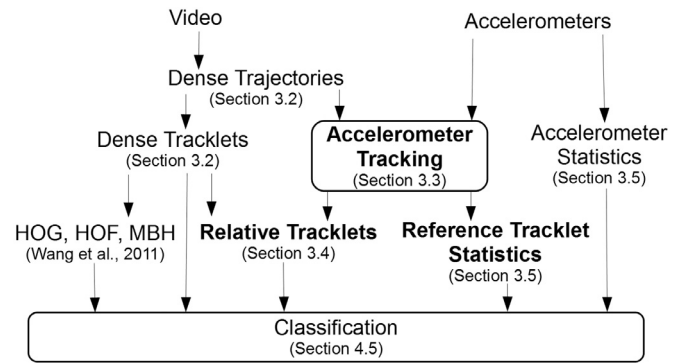 Video
Accelerometers
Dense Trajectories
(Section 3.2)
Dense Tracklets
(Section 3.2)
Accelerometer
Tracking
(Section 3.3)
Accelerometer
Statistics
(Section 3.5)
HOG, HOF, MBH
(Wang et al., 2011)
Relative Tracklets
(Section 3.4)
Reference Tracklet
Statistics
(Section 3.5)
Classification
(Section 4.5)